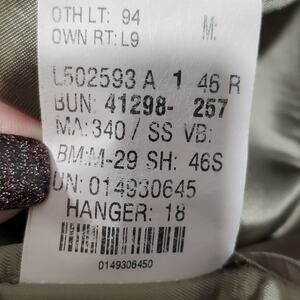 OTH LT: 94
OWN RT: L9 M:
L502593 A 1 46 R
BUN: 41298- 257
MA: 340 / SS VB:
BM:M-29 SH: 46S
UN: 014930645
HANGER: 18
0149306450